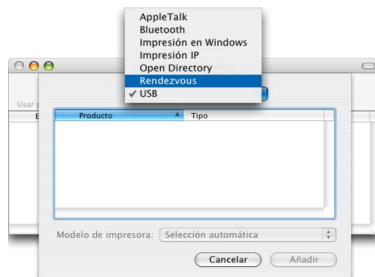 AppleTalk
Bluetooth
Impresión en Windows
Impresión IP
Open Directory
Rendezvous
✓ USB
Usar
Producto Tipo
Modelo de impresora: Selección automática
Cancelar Añadir